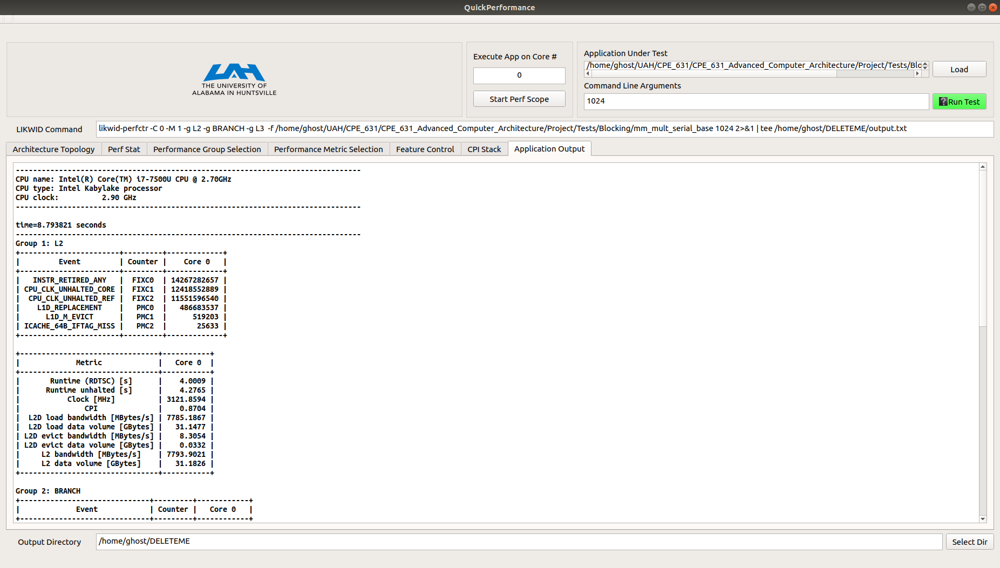 QuickPerformance
THE UNIVERSITY OF
ALABAMA IN HUNTSVILLE
Execute App on Core #
0
Start Perf Scope
Application Under Test
/home/ghost/UAH/CPE_631/CPE_631_Advanced_Computer_Architecture/Project/Tests/Blo
Load
Command Line Arguments
1024
Run Test
LIKWID Command
likwid-perfctr -C 0 -M 1 -g L2 -g BRANCH -g L3  -f /home/ghost/UAH/CPE_631/CPE_631_Advanced_Computer_Architecture/Project/Tests/Blocking/mm_mult_serial_base 1024 2>&1 | tee /home/ghost/DELETEME/output.txt
Architecture Topology
Perf Stat
Performance Group Selection
Performance Metric Selection
Feature Control
CPI Stack
Application Output
--------------------------------------------------------------------------------
CPU name: Intel(R) Core(TM) i7-7500U CPU @ 2.70GHz
CPU type: Intel Kabylake processor
CPU clock:          2.90 GHz
--------------------------------------------------------------------------------
time=8.793821 seconds
--------------------------------------------------------------------------------
Group 1: L2
+-----------------------+---------+-------------+
|         Event         | Counter |    Core 0   |
+-----------------------+---------+-------------+
|   INSTR_RETIRED_ANY   |  FIXC0  | 14267282657 |
| CPU_CLK_UNHALTED_CORE |  FIXC1  | 12418552889 |
|  CPU_CLK_UNHALTED_REF |  FIXC2  | 11551596540 |
|    L1D_REPLACEMENT    |   PMC0  |   486683537 |
|      L1D_M_EVICT      |   PMC1  |      519203 |
| ICACHE_64B_IFTAG_MISS |   PMC2  |       25633 |
+-----------------------+---------+-------------+
+--------------------------------+-----------+
|             Metric             |   Core 0  |
+--------------------------------+-----------+
|       Runtime (RDTSC) [s]      |    4.0009 |
|      Runtime unhalted [s]      |    4.2765 |
|           Clock [MHz]          | 3121.8594 |
|               CPI              |    0.8704 |
|  L2D load bandwidth [MBytes/s] | 7785.1867 |
|  L2D load data volume [GBytes] |   31.1477 |
| L2D evict bandwidth [MBytes/s] |    8.3054 |
| L2D evict data volume [GBytes] |    0.0332 |
|     L2 bandwidth [MBytes/s]    | 7793.9021 |
|     L2 data volume [GBytes]    |   31.1826 |
+--------------------------------+-----------+
Group 2: BRANCH
+------------------------------+---------+------------+
|             Event            | Counter |   Core 0   |
+------------------------------+---------+------------+
Output Directory
/home/ghost/DELETEME
Select Dir